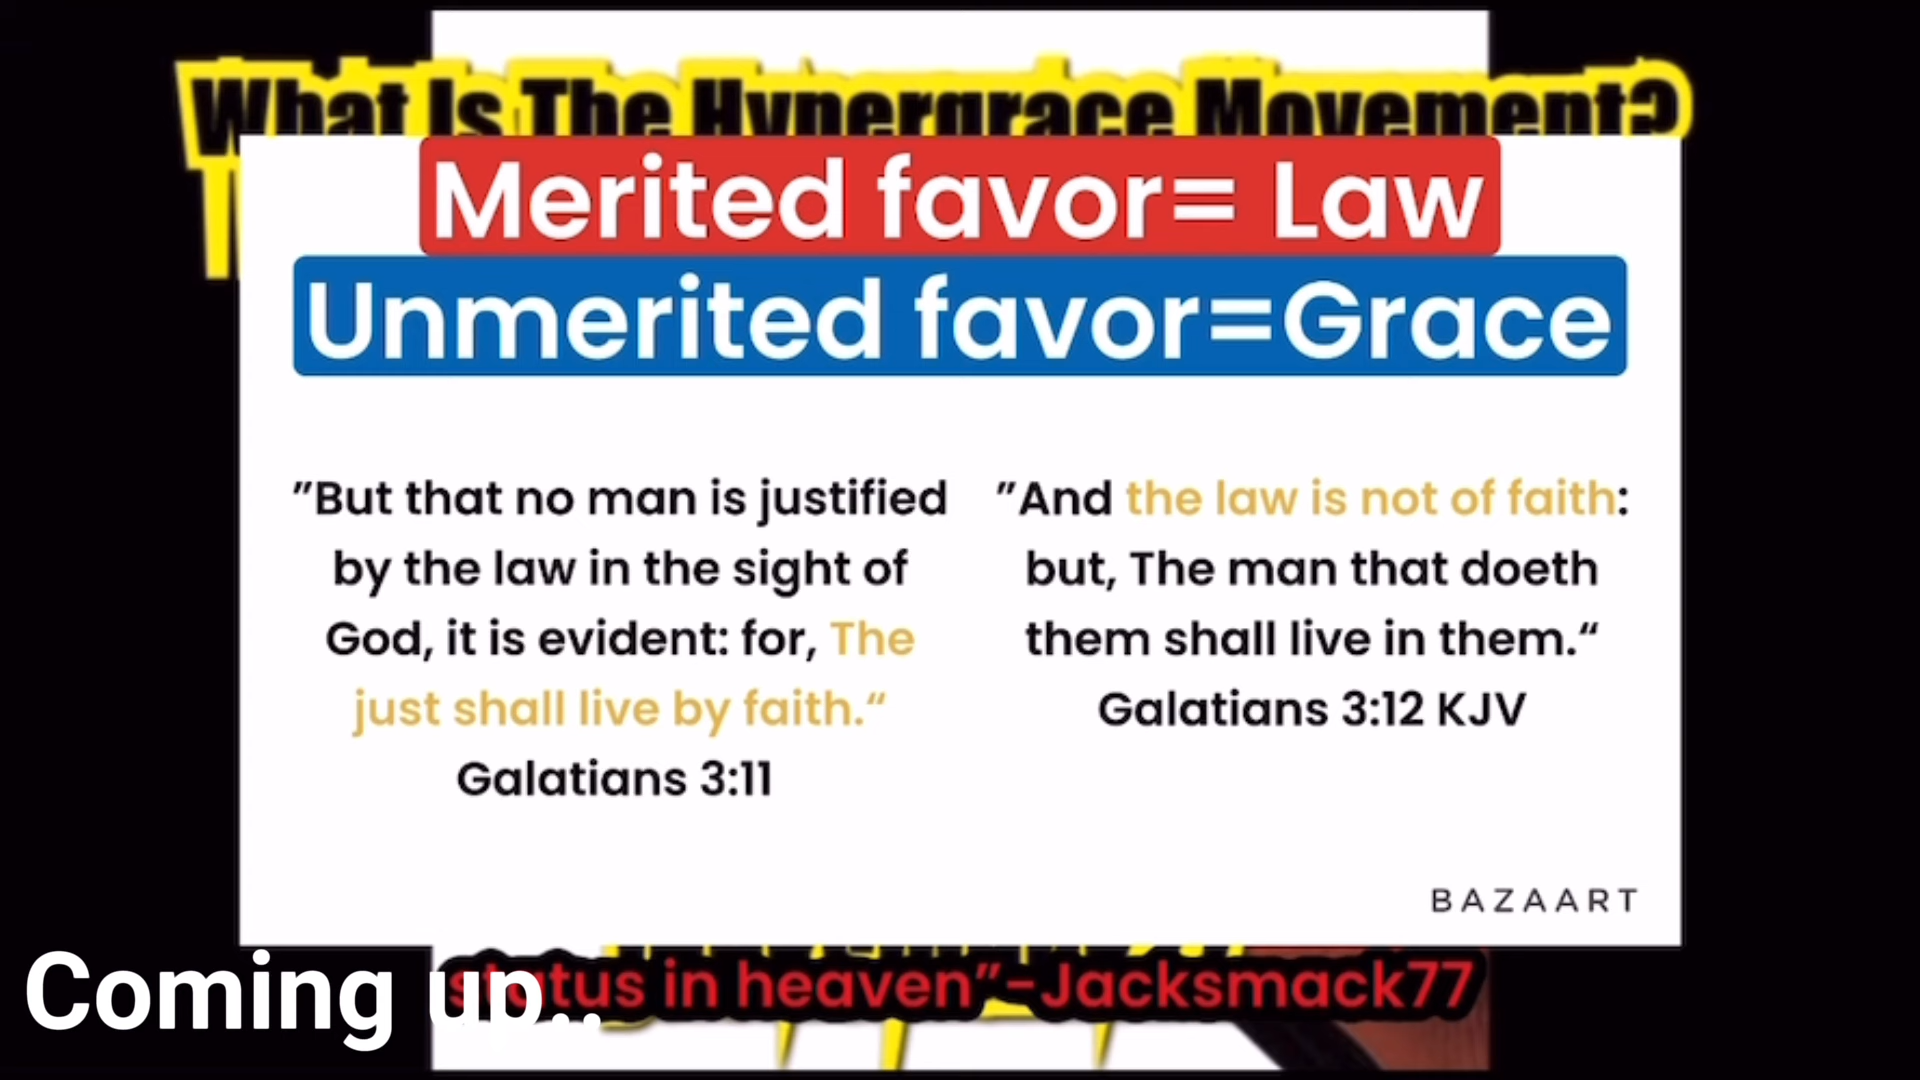 What Is The Hypergrace Movement?
Merited favor= Law
Unmerited favor=Grace
”But that no man is justified
by the law in the sight of
God, it is evident: for, The
just shall live by faith.“
Galatians 3:11
”And the law is not of faith:
but, The man that doeth
them shall live in them.“
Galatians 3:12 KJV
BAZAART
status in heaven”-Jacksmack77
Coming up..